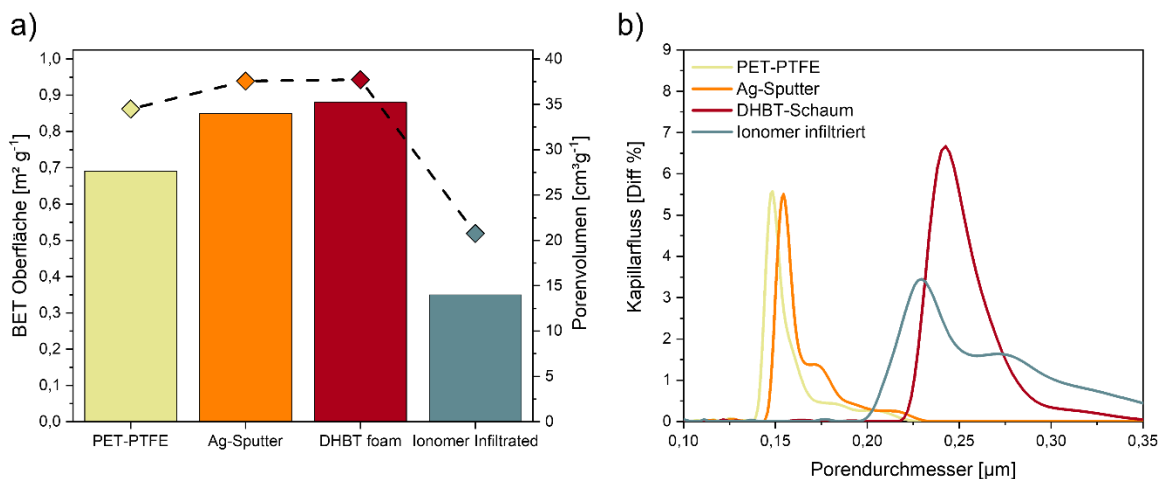 a)
BET Oberfläche [m² g⁻¹]
1,0
0,9
0,8
0,7
0,6
0,5
0,4
0,3
0,2
0,1
0,0
40
35
30
25
20
15
10
5
0
Porenvolumen [cm³g⁻¹]
PET-PTFE
Ag-Sputter
DHBT foam
Ionomer Infiltrated
b)
Kapillarfluss [Diff %]
9
8
7
6
5
4
3
2
1
0
PET-PTFE
Ag-Sputter
DHBT-Schaum
Ionomer infiltriert
0,10
0,15
0,20
0,25
0,30
0,35
Porendurchmesser [µm]